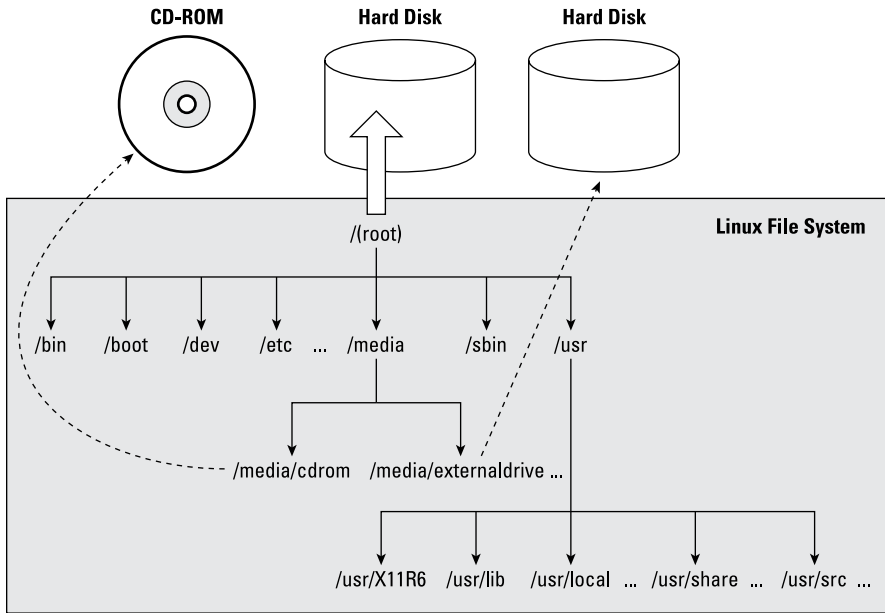 CD-ROM Hard Disk Hard Disk
/(root) Linux File System
/bin /boot /dev /etc ... /media /sbin /usr
/media/cdrom /media/externaldrive ...
/usr/X11R6 /usr/lib /usr/local ... /usr/share ... /usr/src ...